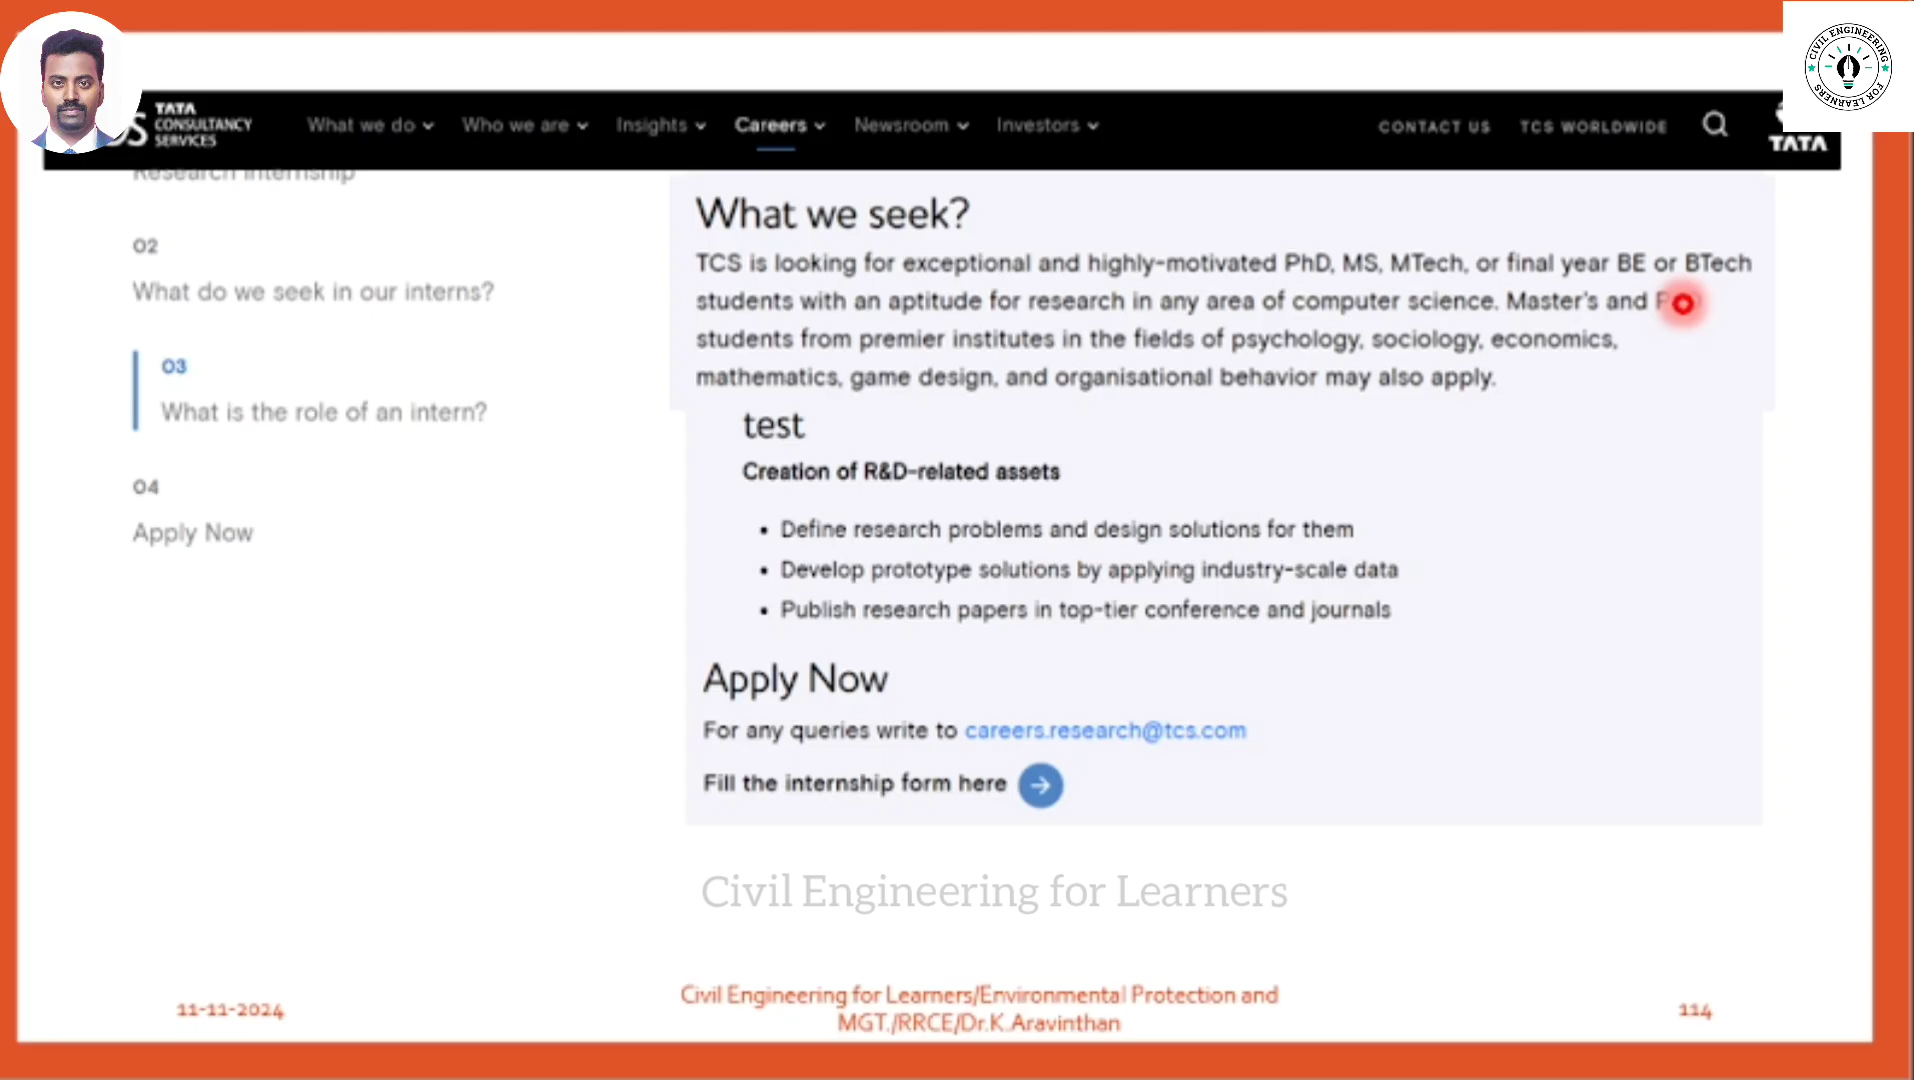 CIVIL ENGINEERING
FOR LEARNERS
TATA
CONSULTANCY
SERVICES
What we do
Who we are
Insights
Careers
Newsroom
Investors
CONTACT US
TCS WORLDWIDE
TATA
Research Internship
02
What do we seek in our interns?
03
What is the role of an intern?
04
Apply Now
What we seek?
TCS is looking for exceptional and highly-motivated PhD, MS, MTech, or final year BE or BTech
students with an aptitude for research in any area of computer science. Master's and
students from premier institutes in the fields of psychology, sociology, economics,
mathematics, game design, and organisational behavior may also apply.
test
Creation of R&D-related assets
• Define research problems and design solutions for them
• Develop prototype solutions by applying industry-scale data
• Publish research papers in top-tier conference and journals
Apply Now
For any queries write to careers.research@tcs.com
Fill the internship form here
Civil Engineering for Learners
11-11-2024
Civil Engineering for Learners/Environmental Protection and
MGT./RRCE/Dr.K.Aravinthan
114